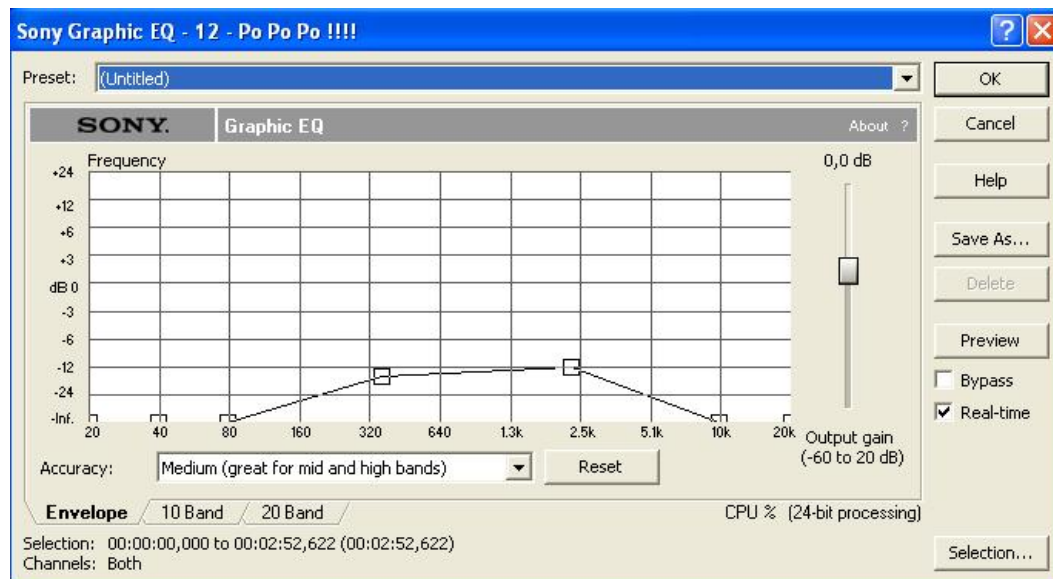 Sony Graphic EQ - 12 - Po Po Po !!!!
Preset: (Untitled)
OK
SONY. Graphic EQ About ?
Cancel
Frequency
0,0 dB
+24
+12
+6
+3
dB 0
-3
-6
-12
-24
-Inf.
20 40 80 160 320 640 1.3k 2.5k 5.1k 10k 20k
Output gain
(-60 to 20 dB)
Help
Save As...
Delete
Preview
Bypass
Real-time
Accuracy: Medium (great for mid and high bands) Reset
Envelope 10 Band 20 Band CPU % (24-bit processing)
Selection: 00:00:00,000 to 00:02:52,622 (00:02:52,622)
Channels: Both
Selection...